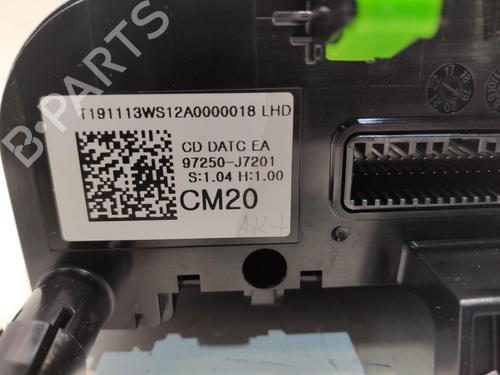 T191113WS12A0000018 LHD
CD DATC EA
97250-J7201
S:1.04 H:1.00
CM20
B-PARTS